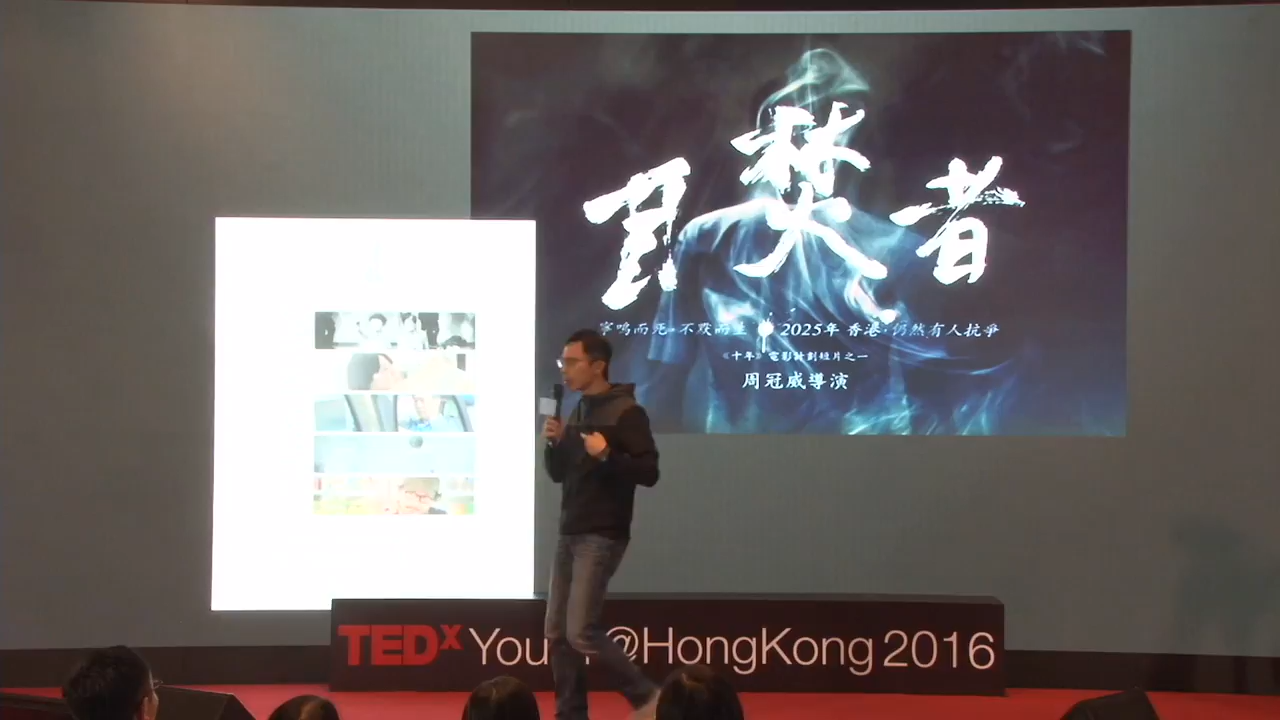 自焚者
寧鳴而死·不默而生 2025年 香港·仍然有人抗爭
《十年》電影計劃短片之一
周冠威導演
TEDx You @HongKong 2016